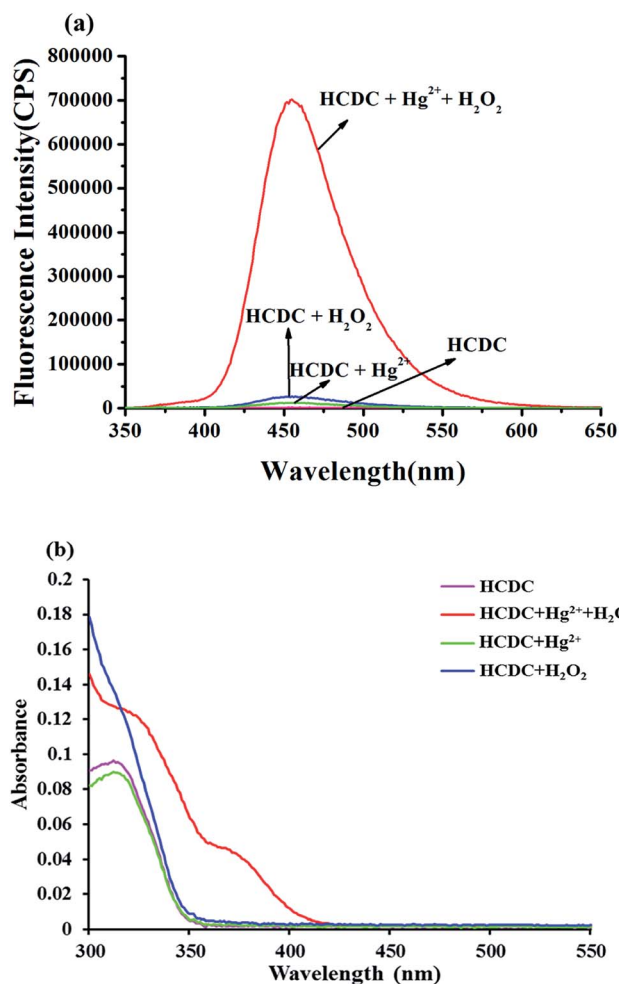 (a)
800000
700000
600000
500000
400000
300000
200000
100000
0
Fluorescence Intensity(CPS)
HCDC + Hg²⁺ + H₂O₂
HCDC + H₂O₂
HCDC + Hg²⁺
HCDC
350 400 450 500 550 600 650
Wavelength(nm)
(b)
0.2
0.18
0.16
0.14
0.12
0.1
0.08
0.06
0.04
0.02
0
Absorbance
HCDC
HCDC+Hg²⁺+H₂O
HCDC+Hg²⁺
HCDC+H₂O₂
300 350 400 450 500 550
Wavelength (nm)